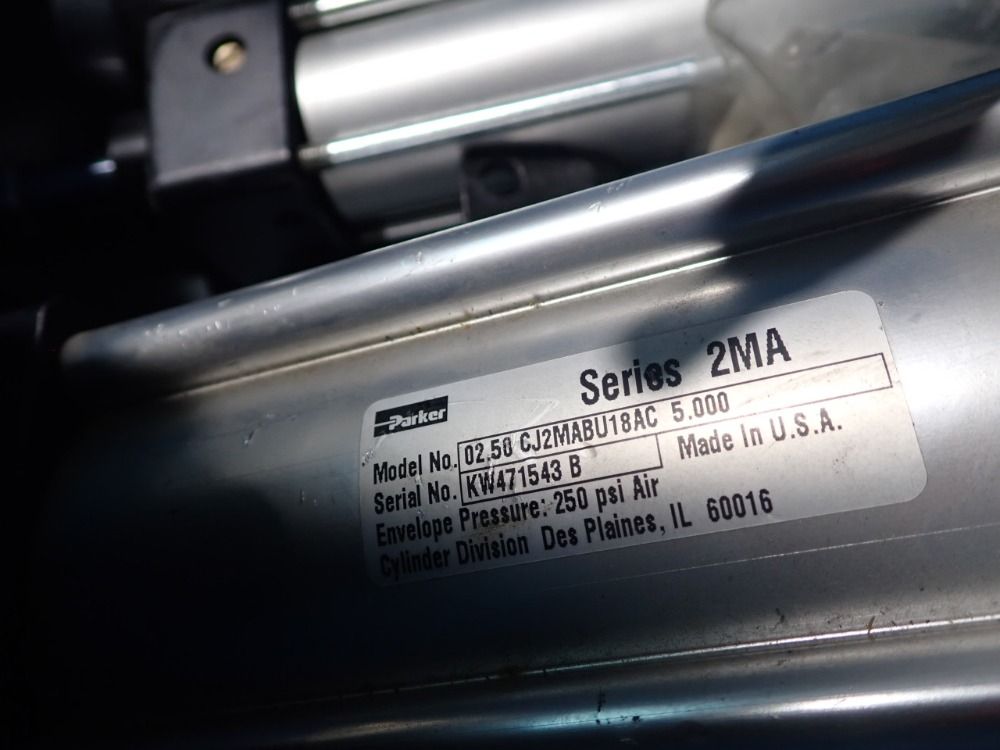 Parker
Series 2MA
Model No. 02.50 CJ2MABU18AC 5.000
Serial No. KW471543 B
Made In U.S.A.
Envelope Pressure: 250 psi Air
Cylinder Division Des Plaines, IL 60016